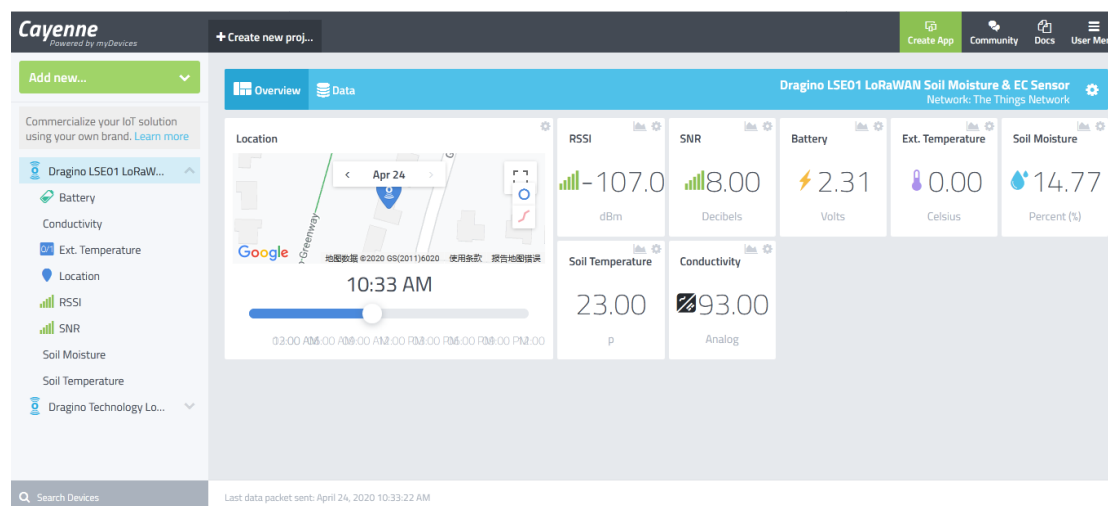 Cayenne
Powered by myDevices
+ Create new proj...
Create App
Community
Docs
User Men
Add new...
Commercialize your IoT solution
using your own brand. Learn more
Dragino LSE01 LoRaW...
Battery
Conductivity
0/1 Ext. Temperature
Location
RSSI
SNR
Soil Moisture
Soil Temperature
Dragino Technology Lo...
Search Devices
Overview
Data
Dragino LSE01 LoRaWAN Soil Moisture & EC Sensor
Network: The Things Network
Location
< Apr 24 >
Greenway
Google
地图数据 ©2020 GS(2011)6020 使用条款 报告地图错误
10:33 AM
RSSI
-107.0
dBm
SNR
8.00
Decibels
Battery
2.31
Volts
Ext. Temperature
0.00
Celsius
Soil Moisture
14.77
Percent (%)
Soil Temperature
23.00
p
Conductivity
93.00
Analog
Last data packet sent: April 24, 2020 10:33:22 AM